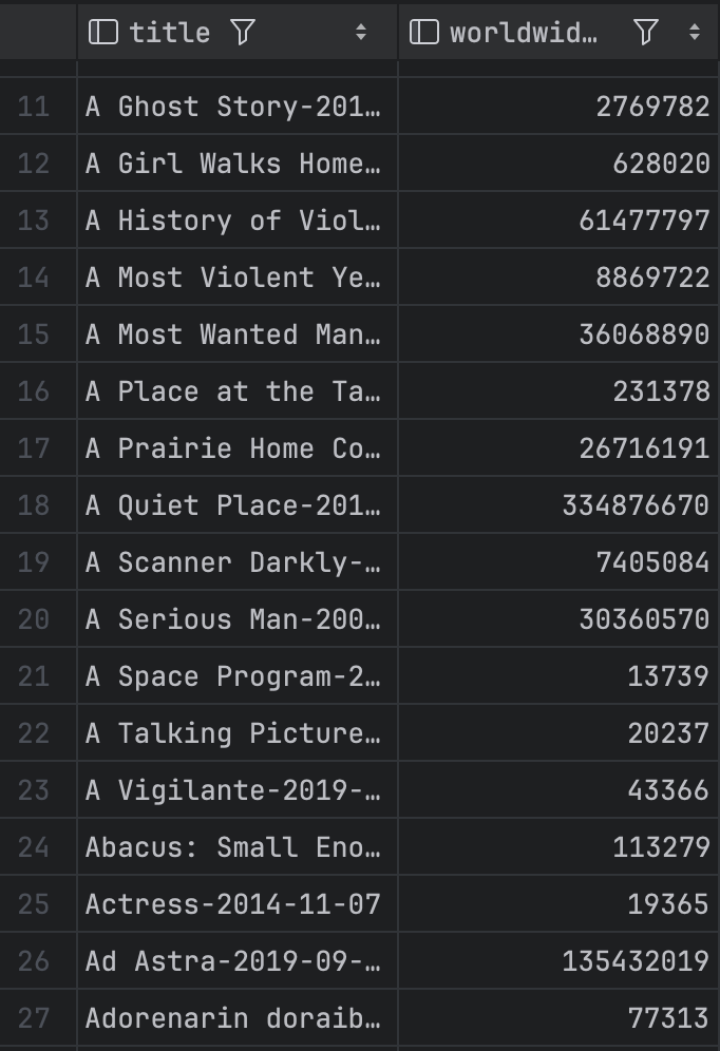 title worldwid…
11 A Ghost Story-201… 2769782
12 A Girl Walks Home… 628020
13 A History of Viol… 61477797
14 A Most Violent Ye… 8869722
15 A Most Wanted Man… 36068890
16 A Place at the Ta… 231378
17 A Prairie Home Co… 26716191
18 A Quiet Place-201… 334876670
19 A Scanner Darkly-… 7405084
20 A Serious Man-200… 30360570
21 A Space Program-2… 13739
22 A Talking Picture… 20237
23 A Vigilante-2019-… 43366
24 Abacus: Small Eno… 113279
25 Actress-2014-11-07 19365
26 Ad Astra-2019-09-… 135432019
27 Adorenarin doraib… 77313